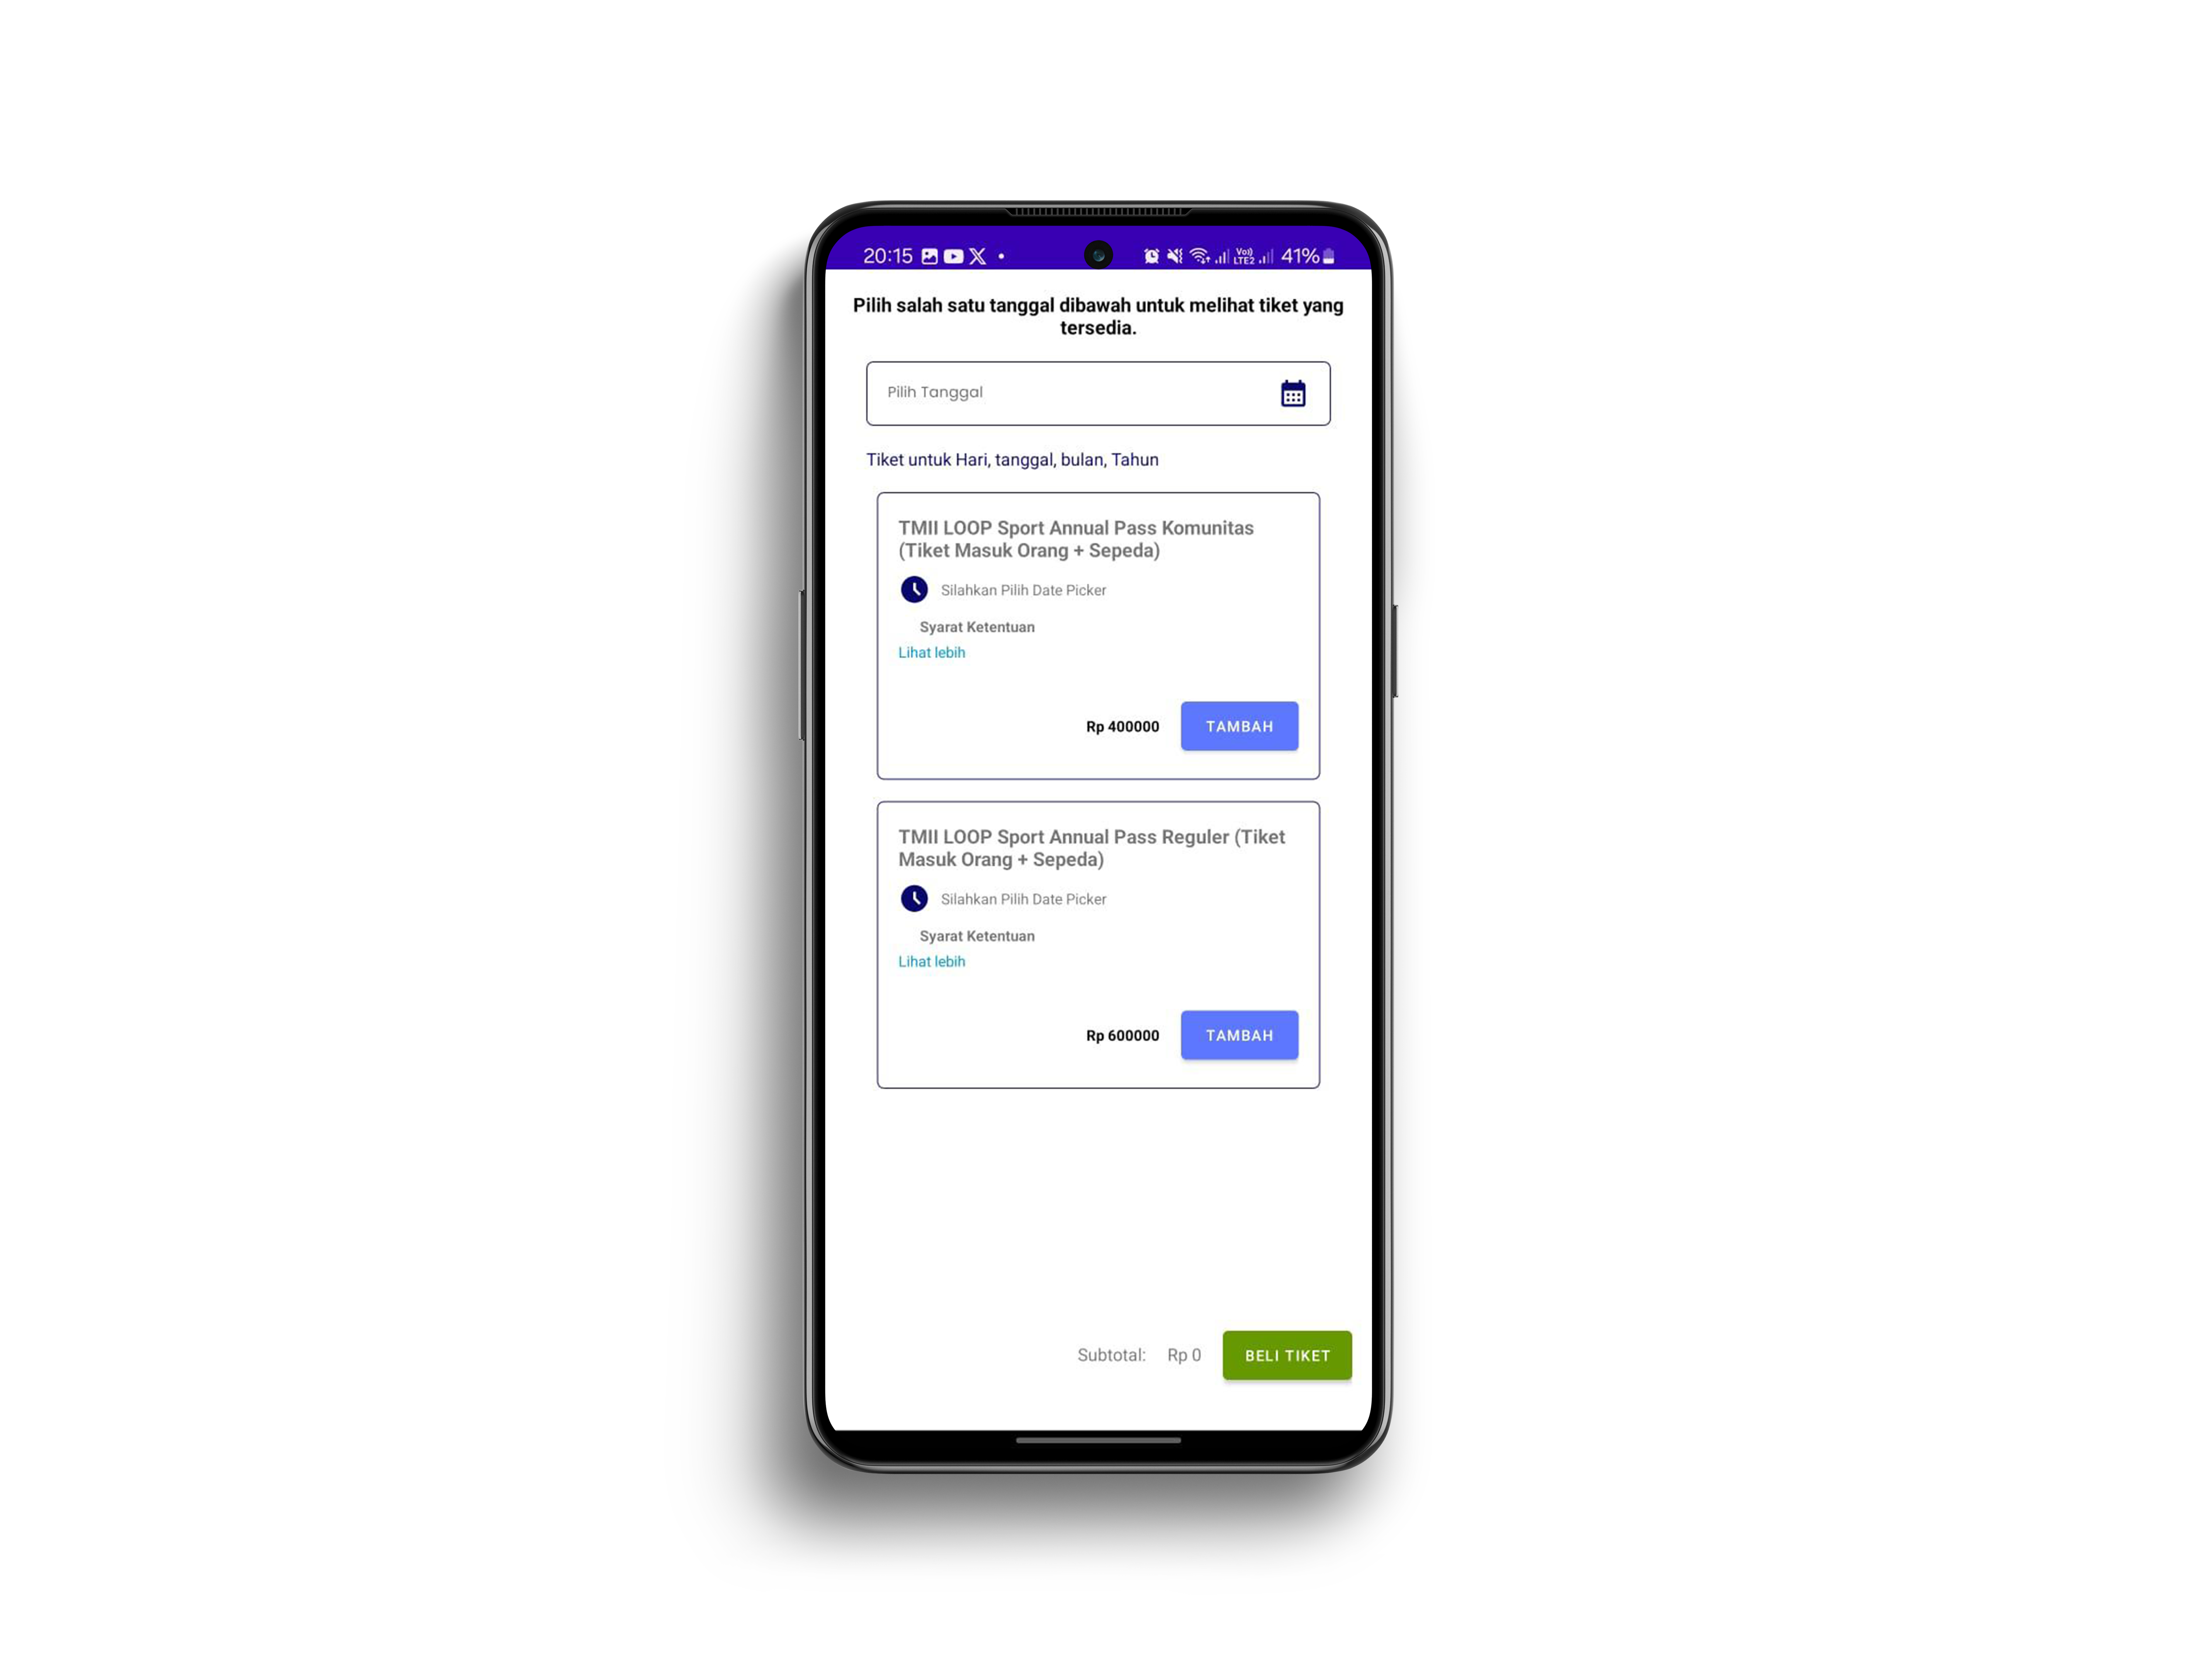 20:15
Vo))
LTE2
41%
Pilih salah satu tanggal dibawah untuk melihat tiket yang
tersedia.
Pilih Tanggal
Tiket untuk Hari, tanggal, bulan, Tahun
TMII LOOP Sport Annual Pass Komunitas
(Tiket Masuk Orang + Sepeda)
Silahkan Pilih Date Picker
Syarat Ketentuan
Lihat lebih
Rp 400000
TAMBAH
TMII LOOP Sport Annual Pass Reguler (Tiket
Masuk Orang + Sepeda)
Silahkan Pilih Date Picker
Syarat Ketentuan
Lihat lebih
Rp 600000
TAMBAH
Subtotal: Rp 0
BELI TIKET